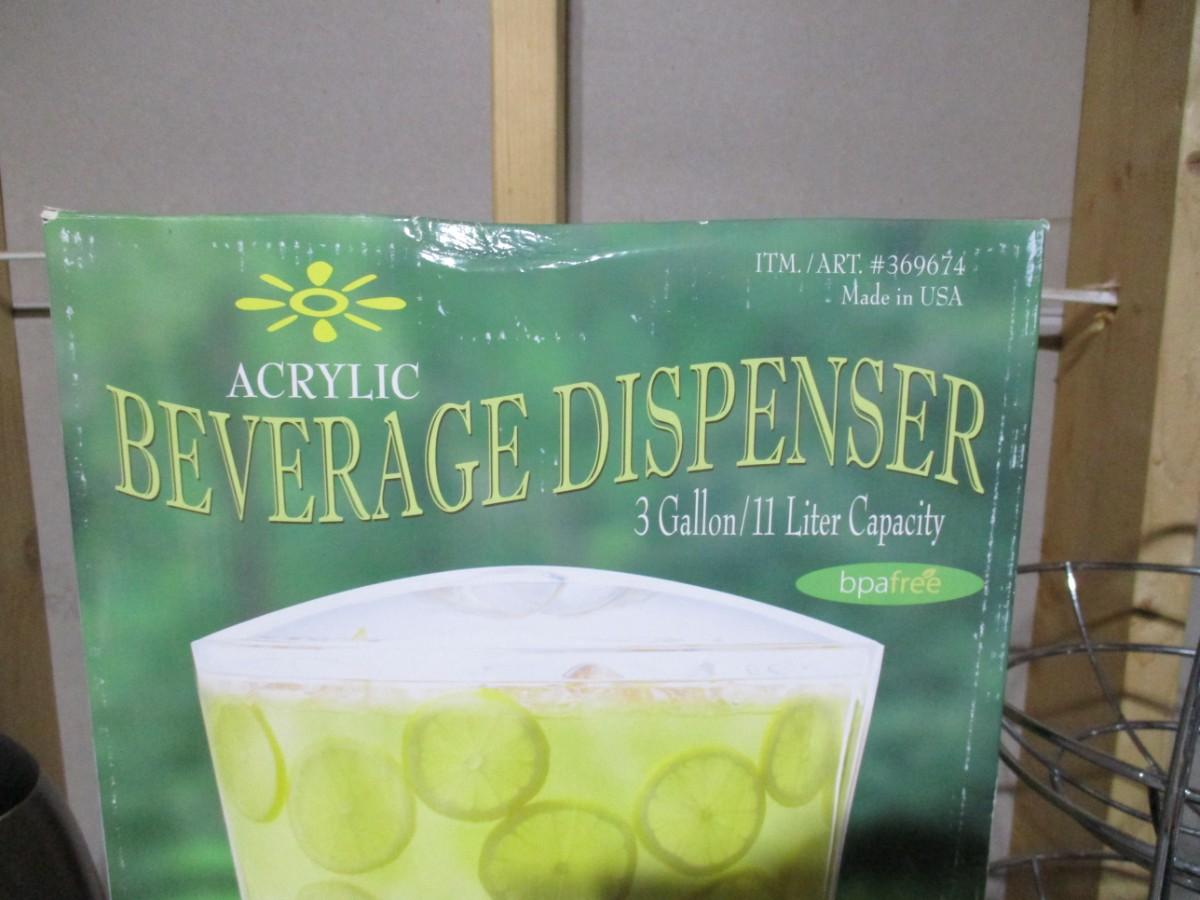 ITM./ART. #369674
Made in USA
ACRYLIC
BEVERAGE DISPENSER
3 Gallon/11 Liter Capacity
bpafree